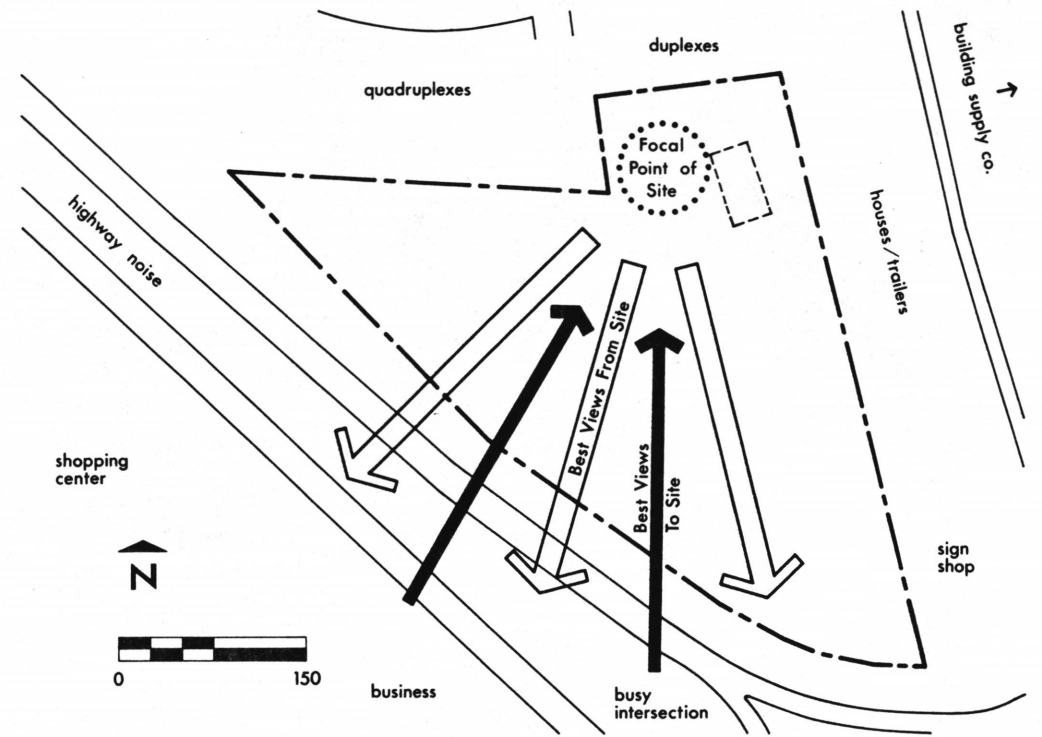 duplexes
quadruplexes
building supply co.
Focal
Point of
Site
highway noise
houses/trailers
Best Views From Site
Best Views
To Site
shopping
center
N
sign
shop
0
150
business
busy
intersection